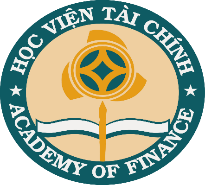 HỌC VIỆN TÀI CHÍNH
ACADEMY OF FINANCE